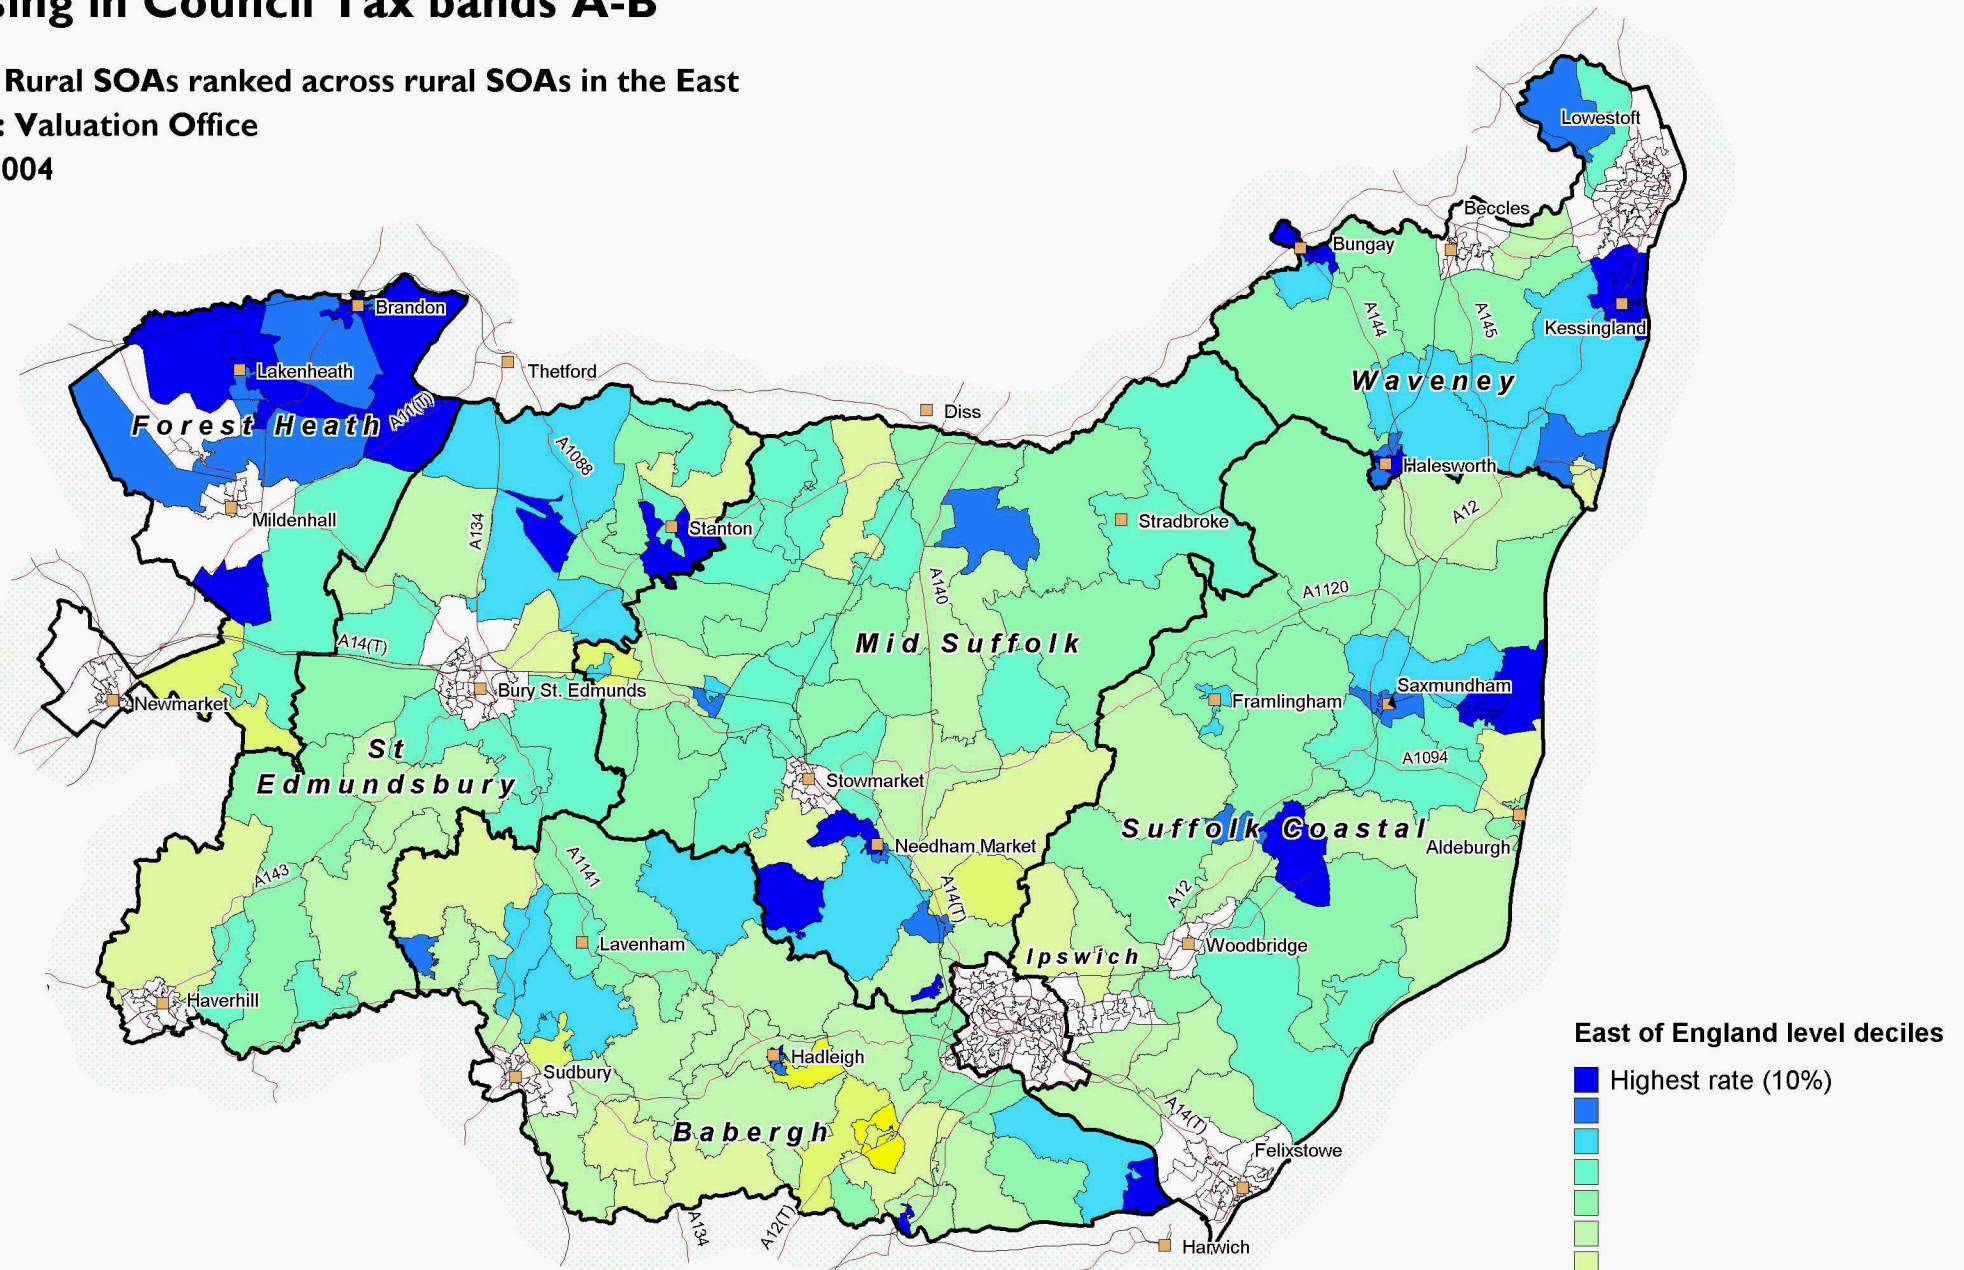 sing in Council Tax bands A-B
Rural SOAs ranked across rural SOAs in the East
: Valuation Office
004
Lowestoft
Beccles
Bungay
Brandon
A144
A145
Kessingland
Lakenheath
Thetford
Waveney
Diss
Forest Heath
A11(T)
A1088
Halesworth
Mildenhall
A134
Stanton
Stradbroke
A12
A140
A1120
A14(T)
Mid Suffolk
Newmarket
Bury St. Edmunds
Framlingham
Saxmundham
St
Edmundsbury
Stowmarket
A1094
Suffolk Coastal
Aldeburgh
Needham Market
A143
A1141
A14(T)
A12
Lavenham
Ipswich
Woodbridge
Haverhill
East of England level deciles
Hadleigh
Sudbury
Highest rate (10%)
Babergh
A14(T)
Felixstowe
A134
A12(T)
Harwich